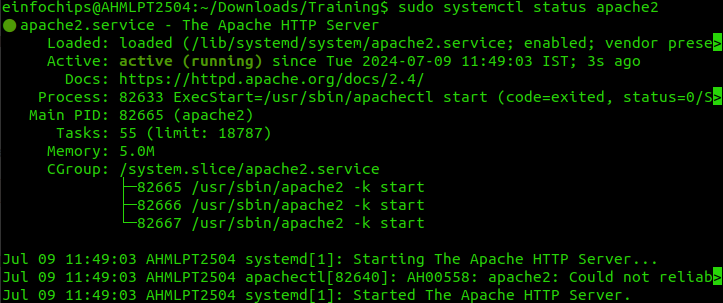 einfochips@AHMLPT2504:~/Downloads/Training$ sudo systemctl status apache2
● apache2.service - The Apache HTTP Server
     Loaded: loaded (/lib/systemd/system/apache2.service; enabled; vendor prese>
     Active: active (running) since Tue 2024-07-09 11:49:03 IST; 3s ago
       Docs: https://httpd.apache.org/docs/2.4/
    Process: 82633 ExecStart=/usr/sbin/apachectl start (code=exited, status=0/S>
   Main PID: 82665 (apache2)
      Tasks: 55 (limit: 18787)
     Memory: 5.0M
     CGroup: /system.slice/apache2.service
             ├─82665 /usr/sbin/apache2 -k start
             ├─82666 /usr/sbin/apache2 -k start
             └─82667 /usr/sbin/apache2 -k start

Jul 09 11:49:03 AHMLPT2504 systemd[1]: Starting The Apache HTTP Server...
Jul 09 11:49:03 AHMLPT2504 apachectl[82640]: AH00558: apache2: Could not reliab>
Jul 09 11:49:03 AHMLPT2504 systemd[1]: Started The Apache HTTP Server.